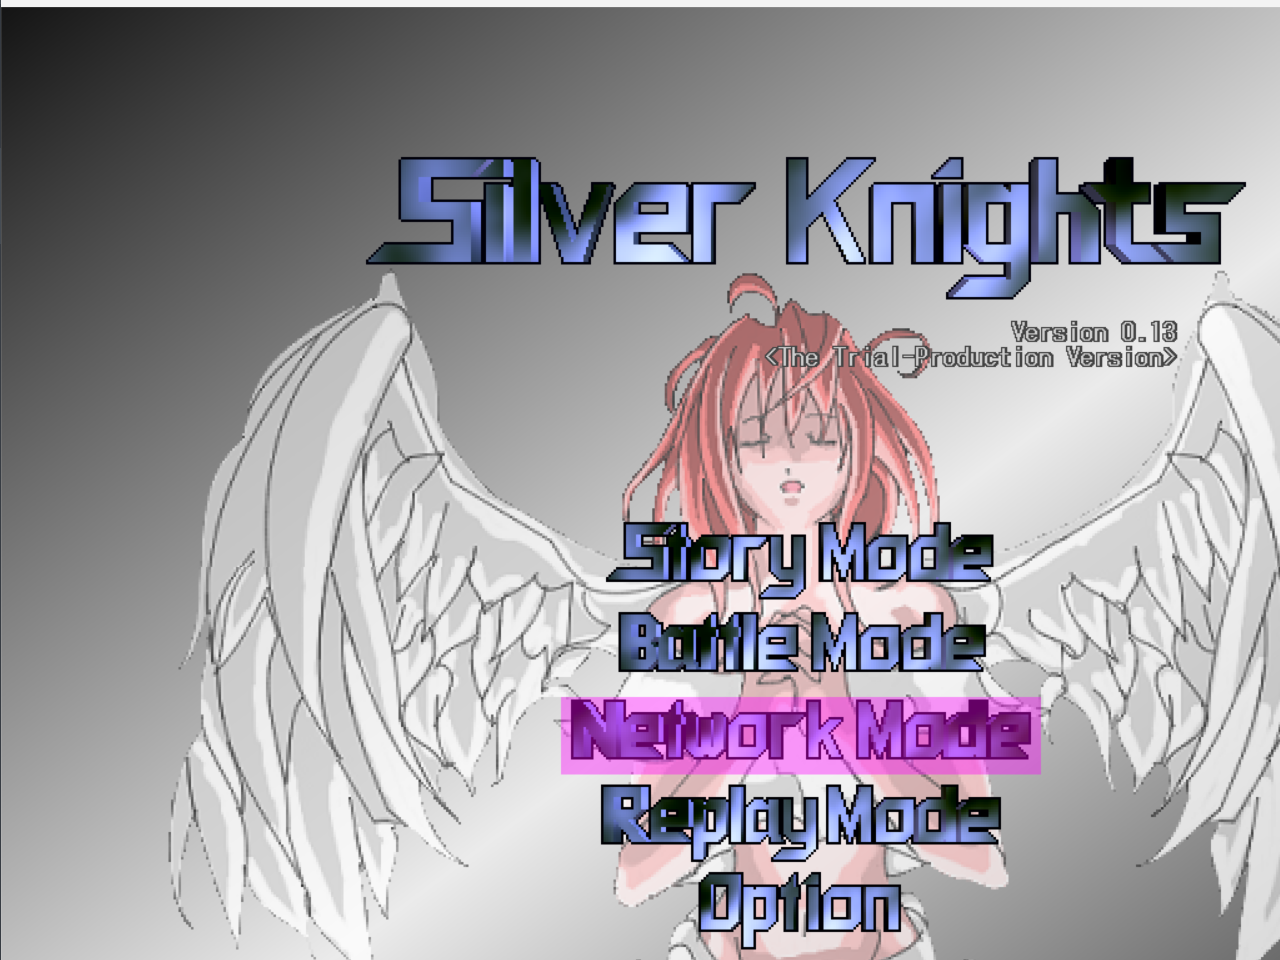 Silver Knights
Version 0.13
<The Trial-Production Version>
Story Mode
Battle Mode
Network Mode
Replay Mode
Option